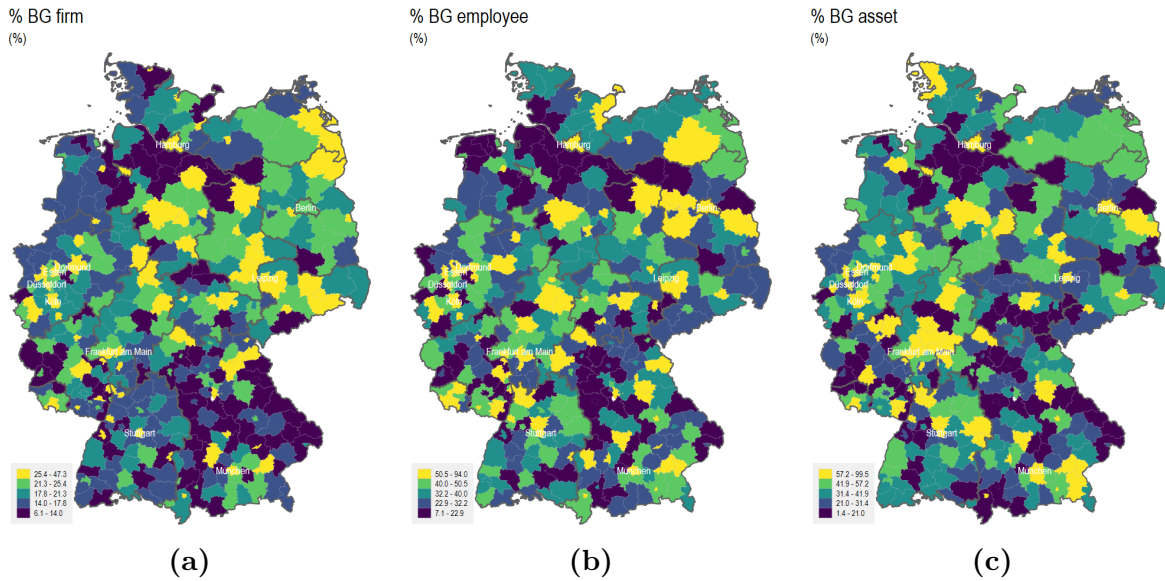 % BG firm
(%)
Hamburg
Berlin
Dortmund
Essen
Düsseldorf
Köln
Leipzig
Frankfurt am Main
Stuttgart
München
25.4 - 47.3
21.3 - 25.4
17.8 - 21.3
14.0 - 17.8
6.1 - 14.0
(a)
% BG employee
(%)
Hamburg
Berlin
Dortmund
Essen
Düsseldorf
Köln
Leipzig
Frankfurt am Main
Stuttgart
München
50.5 - 94.0
40.0 - 50.5
32.2 - 40.0
22.9 - 32.2
7.1 - 22.9
(b)
% BG asset
(%)
Hamburg
Berlin
Dortmund
Essen
Düsseldorf
Köln
Leipzig
Frankfurt am Main
Stuttgart
München
57.2 - 99.5
41.9 - 57.2
31.4 - 41.9
21.0 - 31.4
1.4 - 21.0
(c)